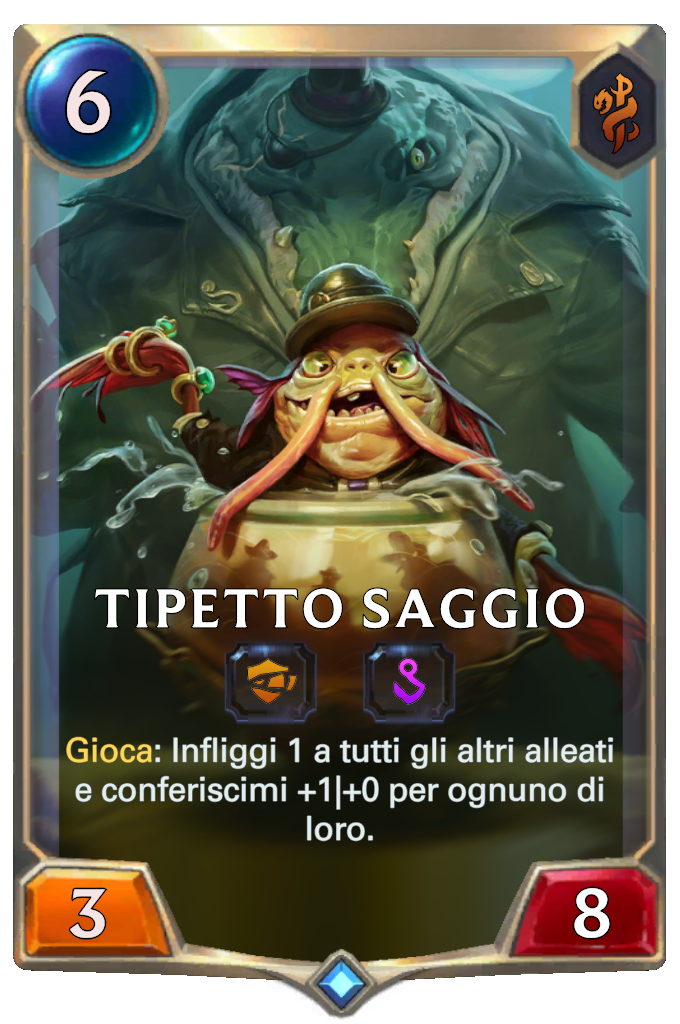 6
TIPETTO SAGGIO
Gioca: Infliggi 1 a tutti gli altri alleati
e conferiscimi +1|+0 per ognuno di
loro.
3
8